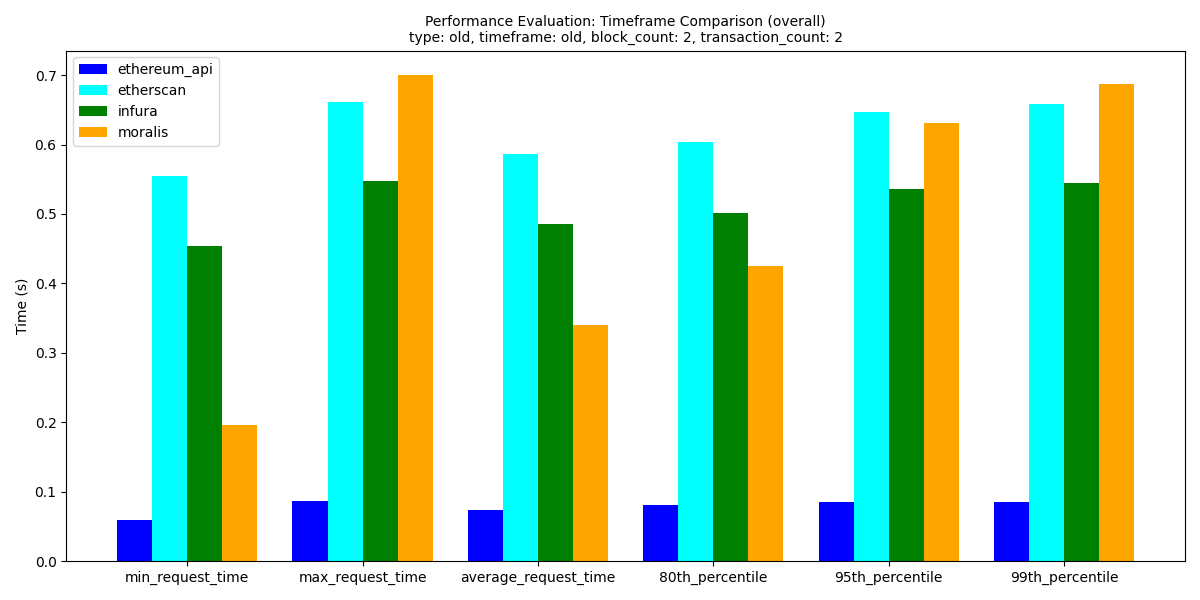 Performance Evaluation: Timeframe Comparison (overall)
type: old, timeframe: old, block_count: 2, transaction_count: 2
ethereum_api
etherscan
infura
moralis
Time (s)
0.7
0.6
0.5
0.4
0.3
0.2
0.1
0.0
min_request_time
max_request_time
average_request_time
80th_percentile
95th_percentile
99th_percentile